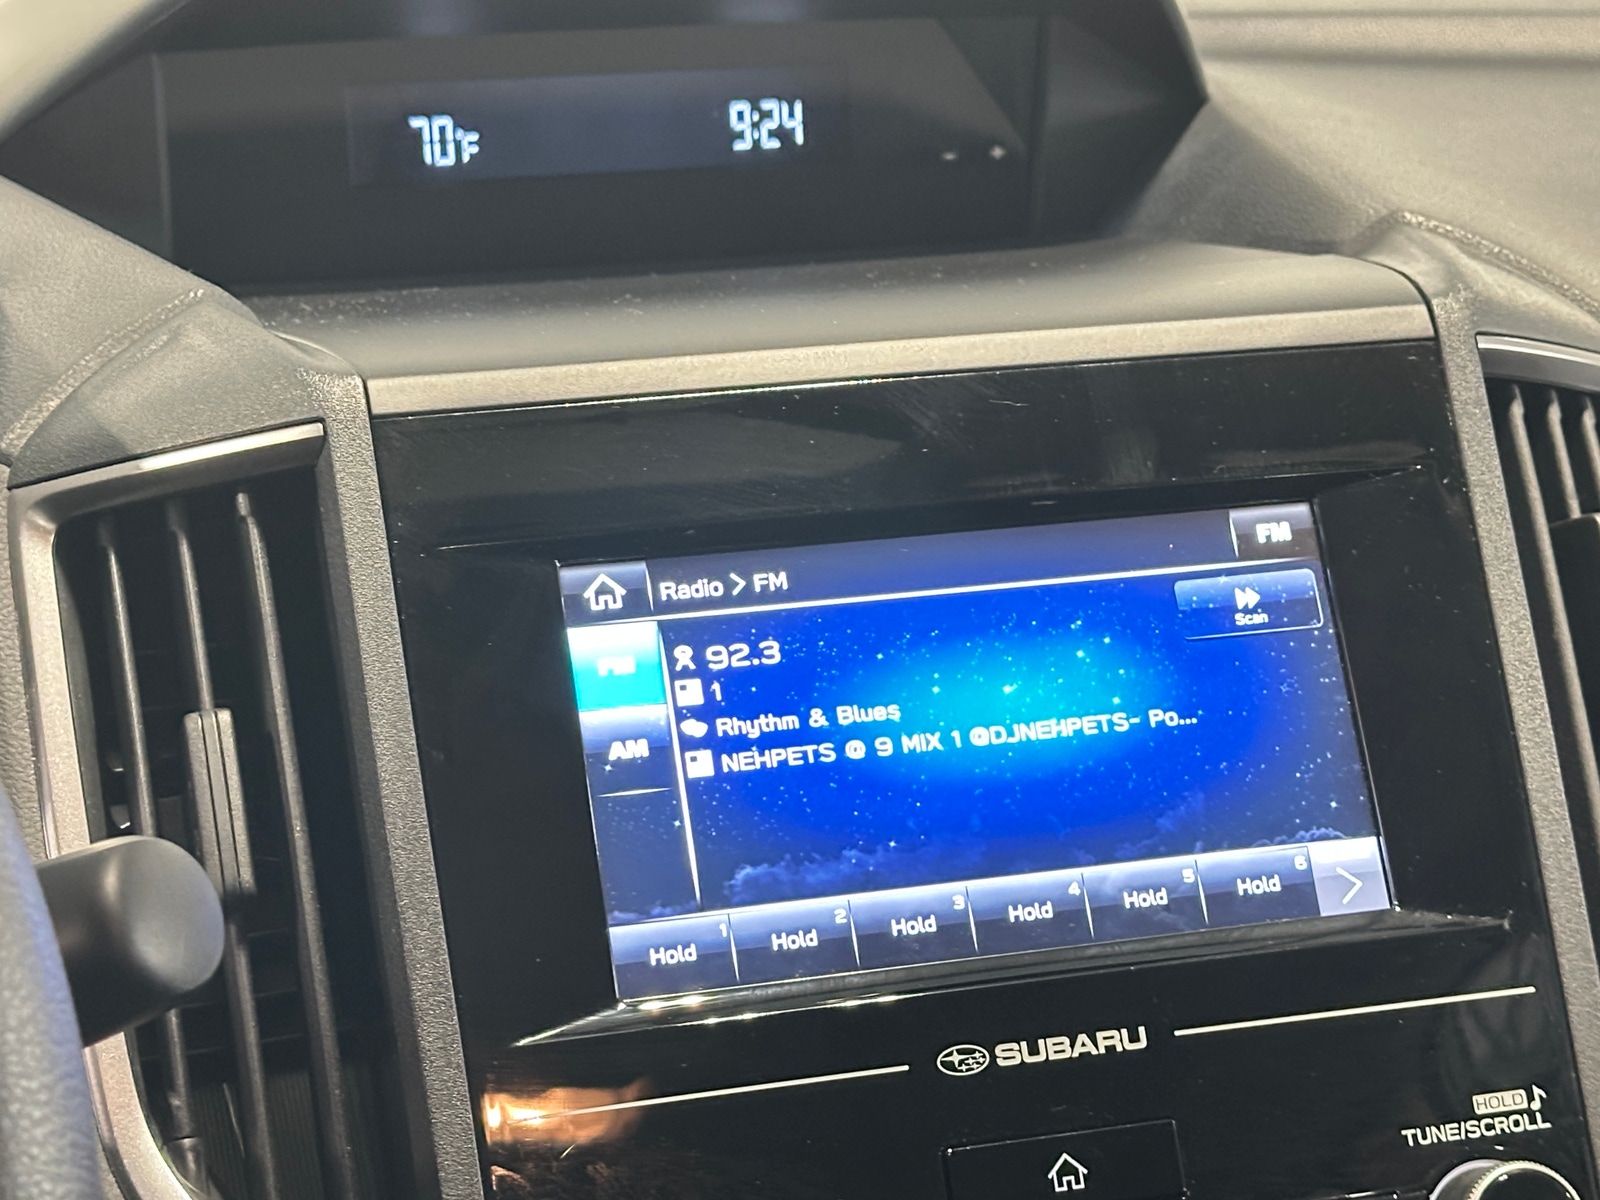 70°F 9:24
- +
Radio > FM
FM
Scan
FM
92.3
1
AM
Rhythm & Blues
NEHPETS @ 9 MIX 1 @DJNEHPETS- Po...
Hold 1 Hold 2 Hold 3 Hold 4 Hold 5 Hold 6 >
SUBARU
HOLD ♪
TUNE/SCROLL